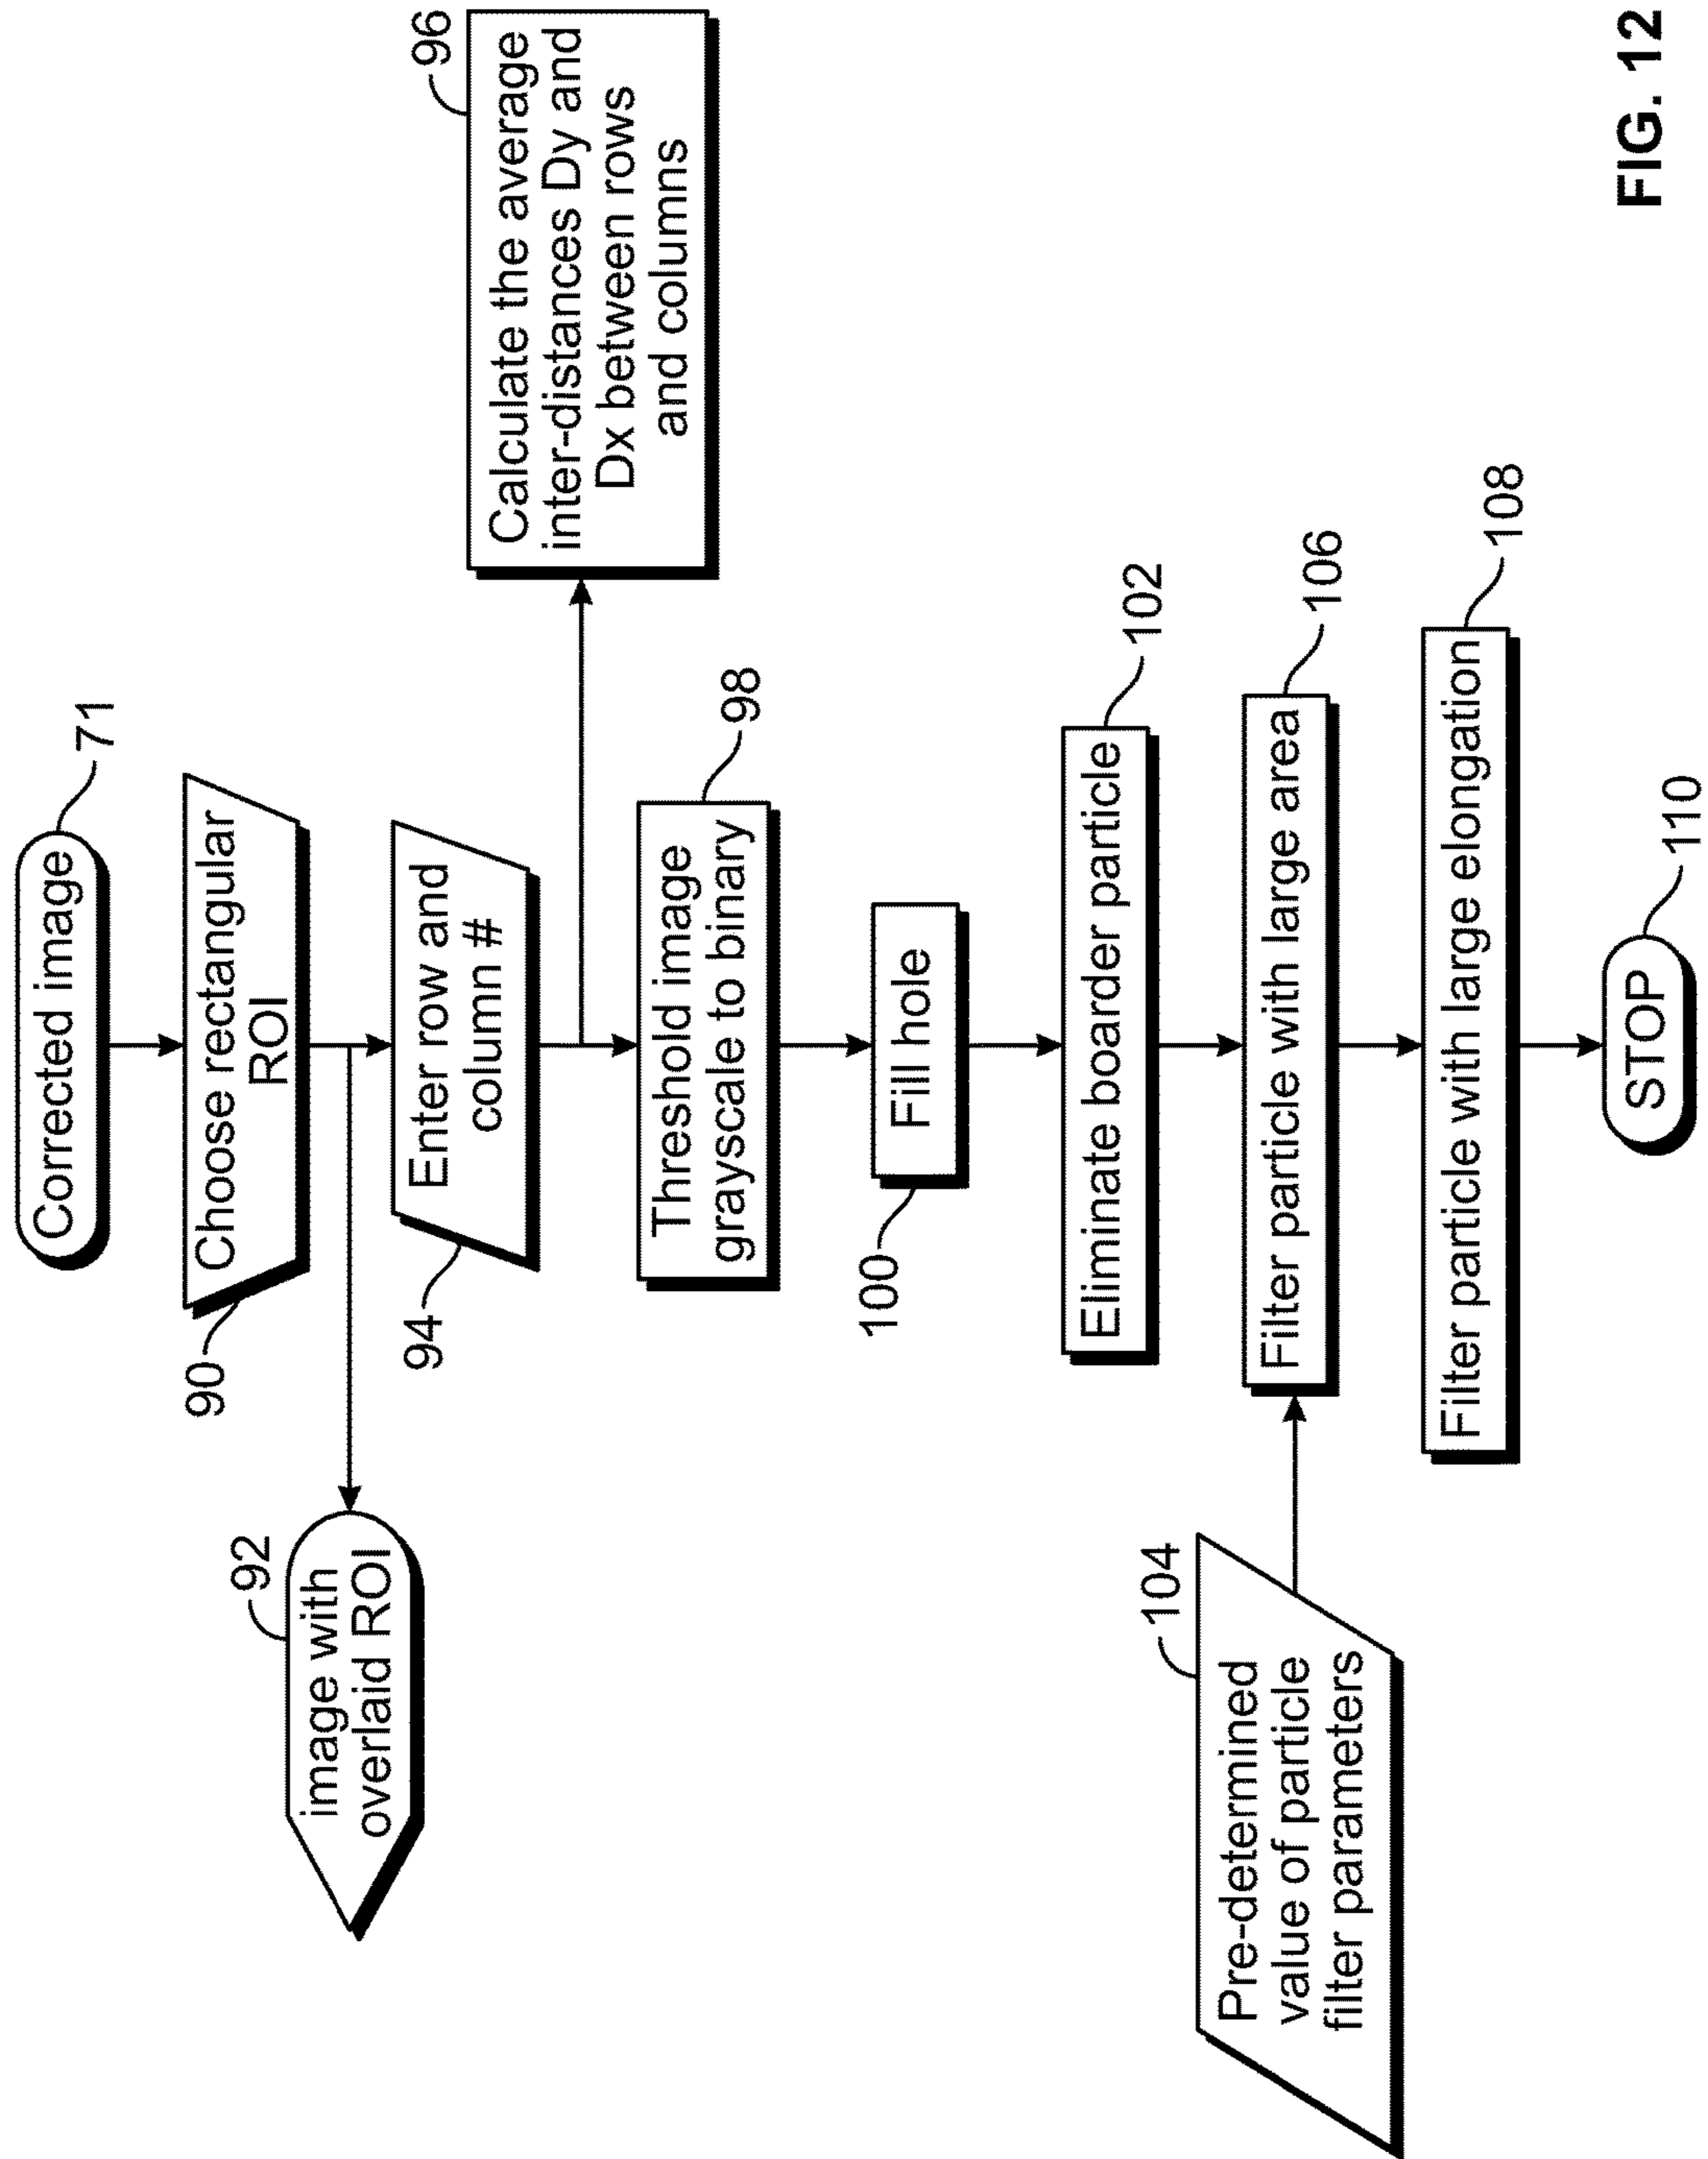 Corrected image
71
Choose rectangular
ROI
90
image with
overlaid ROI
92
Enter row and
column #
94
Calculate the average
inter-distances Dy and
Dx between rows
and columns
96
Threshold image
grayscale to binary
98
Fill hole
100
Eliminate boarder particle
102
Pre-determined
value of particle
filter parameters
104
Filter particle with large area
106
Filter particle with large elongation
108
STOP
110
FIG. 12